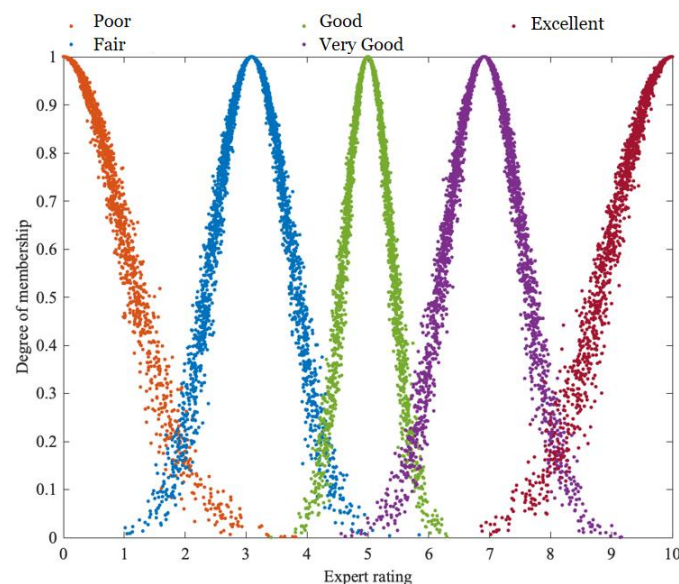 Poor Good Excellent
Fair Very Good
1
0.9
0.8
0.7
0.6
0.5
0.4
0.3
0.2
0.1
0
Degree of membership
0 1 2 3 4 5 6 7 8 9 10
Expert rating